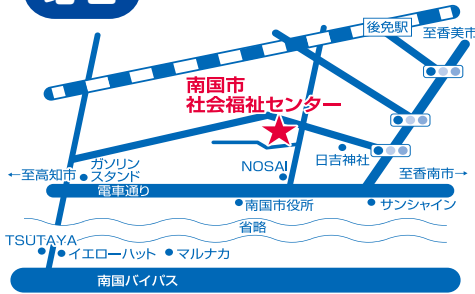 後免駅
至香美市
南国市
社会福祉センター
ガソリン
スタンド
←至高知市
NOSAI
日吉神社
至香南市→
電車通り
南国市役所
サンシャイン
省略
TSUTAYA
イエローハット
マルナカ
南国バイパス